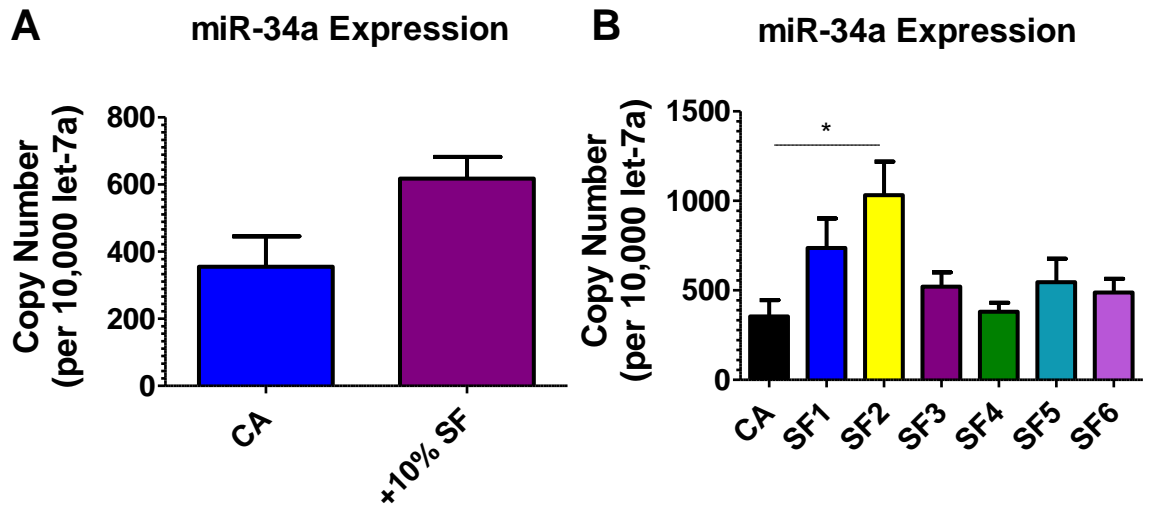 A
miR-34a Expression
Copy Number
(per 10,000 let-7a)
800
600
400
200
0
CA
+10% SF
B
miR-34a Expression
Copy Number
(per 10,000 let-7a)
1500
1000
500
0
*
CA
SF1
SF2
SF3
SF4
SF5
SF6